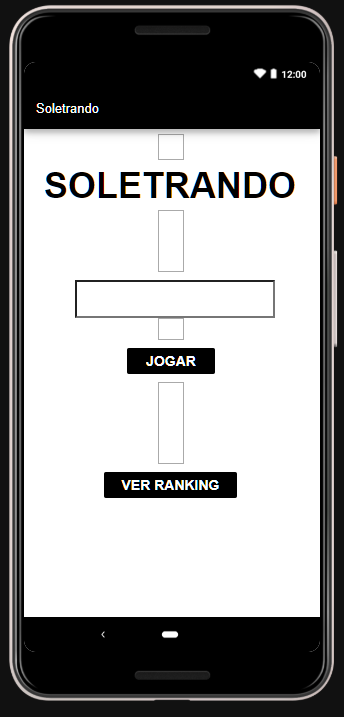 12:00
Soletrando
SOLETRANDO
JOGAR
VER RANKING